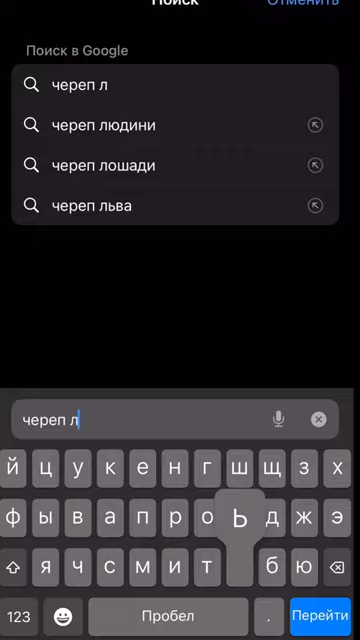 Поиск
Отменить
Поиск в Google
череп л
череп людини
череп лошади
череп льва
череп л
й ц у к е н г ш щ з х
ф ы в а п р о ь д ж э
я ч с м и т б ю
123 Пробел . Перейти